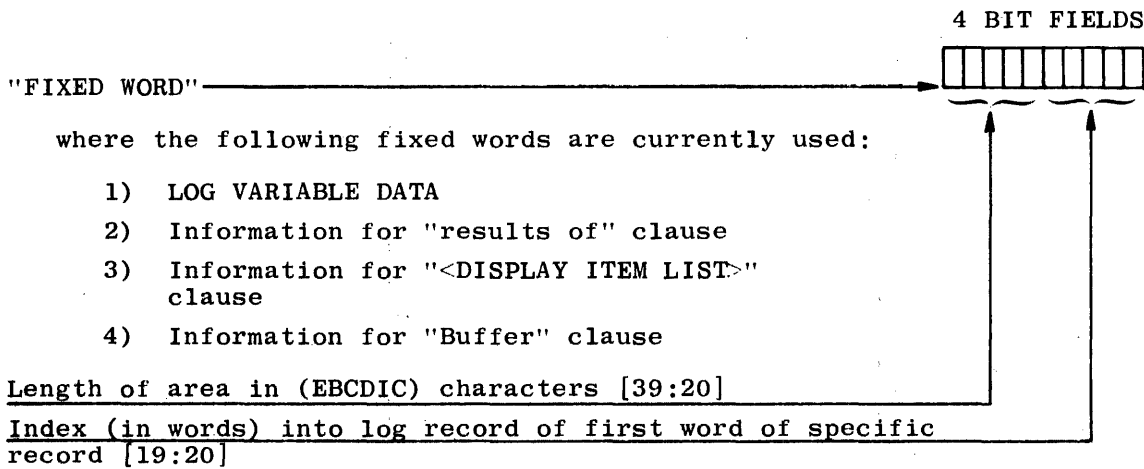 4 BIT FIELDS
"FIXED WORD"
where the following fixed words are currently used:
1) LOG VARIABLE DATA
2) Information for "results of" clause
3) Information for "<DISPLAY ITEM LIST>"
clause
4) Information for "Buffer" clause
Length of area in (EBCDIC) characters [39:20]
Index (in words) into log record of first word of specific
record [19:20]